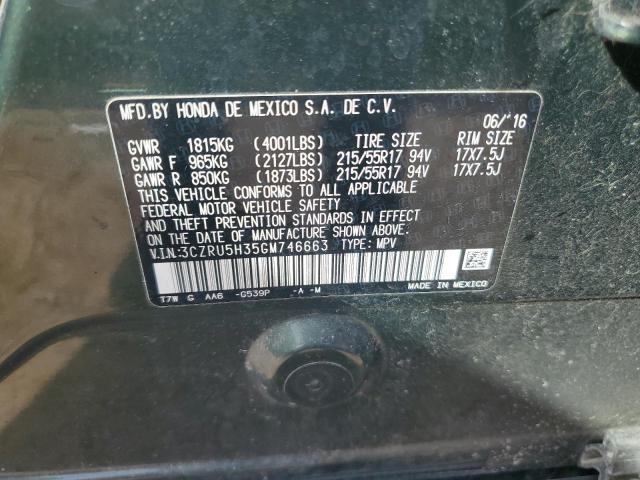 MFD.BY HONDA DE MEXICO S.A. DE C.V.
06/'16
GVWR 1815KG (4001LBS) TIRE SIZE RIM SIZE
GAWR F 965KG (2127LBS) 215/55R17 94V 17X7.5J
GAWR R 850KG (1873LBS) 215/55R17 94V 17X7.5J
THIS VEHICLE CONFORMS TO ALL APPLICABLE
FEDERAL MOTOR VEHICLE SAFETY
AND THEFT PREVENTION STANDARDS IN EFFECT
ON THE DATE OF MANUFACTURE SHOWN ABOVE.
V.I.N.:3CZRU5H35GM746663 TYPE: MPV
T7W G AA6 -G539P -A -M
MADE IN MEXICO